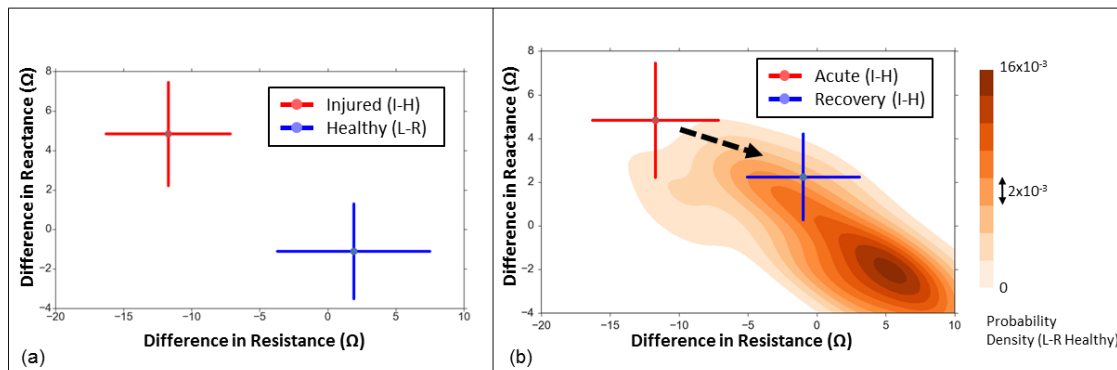 8
6
4
2
0
−2
−4
−20
−15
−10
−5
0
5
10
Difference in Reactance (Ω)
Difference in Resistance (Ω)
Injured (I-H)
Healthy (L-R)
(a)
8
6
4
2
0
−2
−4
−20
−15
−10
−5
0
5
10
Difference in Reactance (Ω)
Difference in Resistance (Ω)
Acute (I-H)
Recovery (I-H)
(b)
16x10⁻³
2x10⁻³
0
Probability
Density (L-R Healthy)